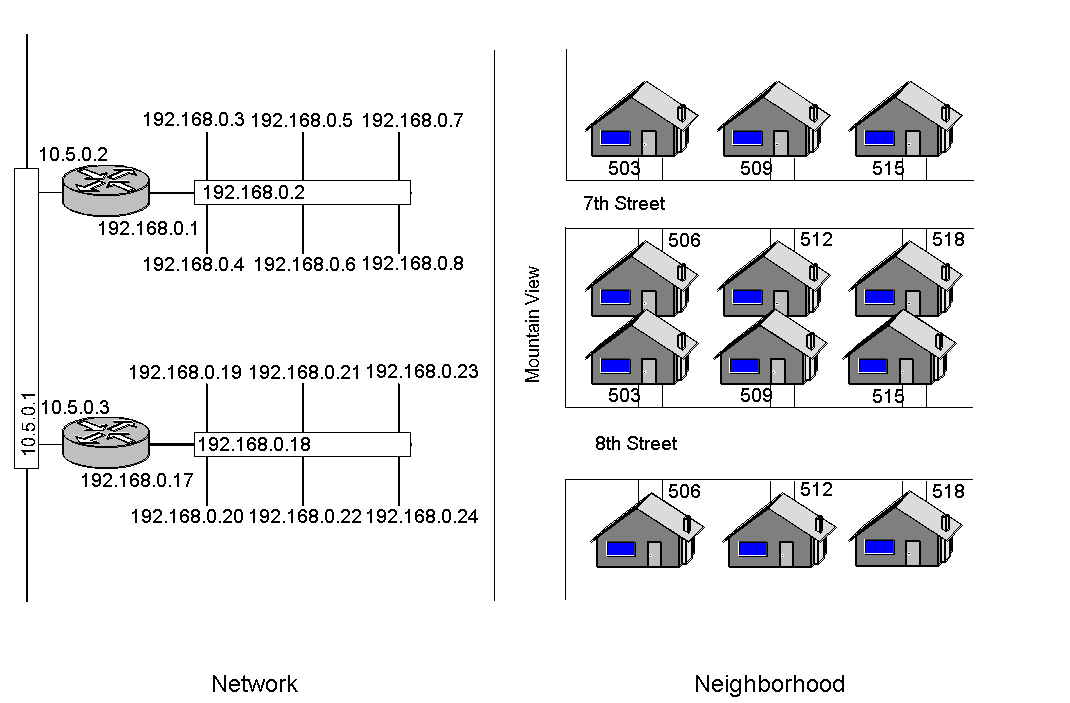 192.168.0.3 192.168.0.5 192.168.0.7
10.5.0.2
192.168.0.2
192.168.0.1
192.168.0.4 192.168.0.6 192.168.0.8
192.168.0.19 192.168.0.21 192.168.0.23
10.5.0.1
10.5.0.3
192.168.0.18
192.168.0.17
192.168.0.20 192.168.0.22 192.168.0.24
Network
503 509 515
7th Street
506 512 518
Mountain View
503 509 515
8th Street
506 512 518
Neighborhood